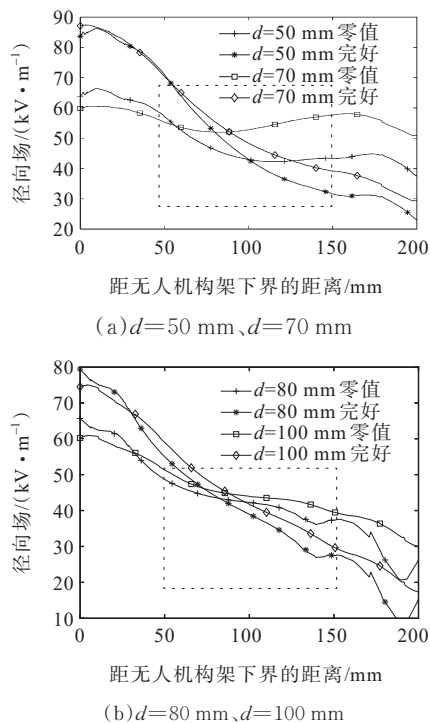 90
80
70
60
50
40
30
20
0
50
100
150
200
径向场/(kV·m⁻¹)
d=50 mm 零值
d=50 mm 完好
d=70 mm 零值
d=70 mm 完好
距无人机构架下界的距离/mm
(a)d=50 mm、d=70 mm
80
70
60
50
40
30
20
10
0
50
100
150
200
径向场/(kV·m⁻¹)
d=80 mm 零值
d=80 mm 完好
d=100 mm 零值
d=100 mm 完好
距无人机构架下界的距离/mm
(b)d=80 mm、d=100 mm